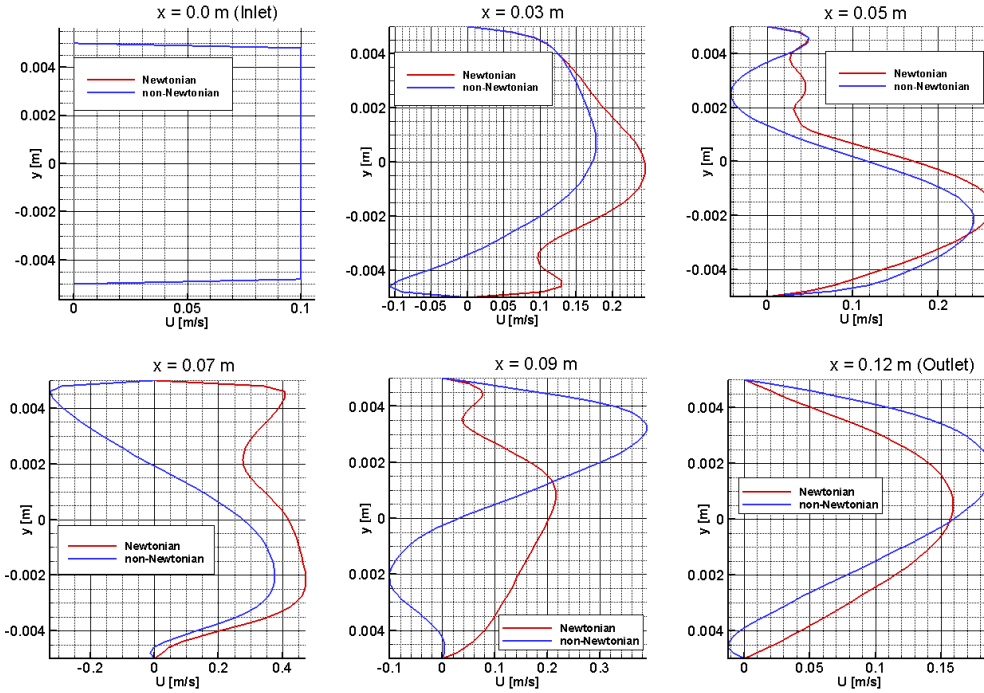 x = 0.0 m (Inlet)
0.004
0.002
0
-0.002
-0.004
y [m]
Newtonian
non-Newtonian
0
0.05
0.1
U [m/s]
x = 0.03 m
0.004
0.002
0
-0.002
-0.004
y [m]
Newtonian
non-Newtonian
-0.1
-0.05
0
0.05
0.1
0.15
0.2
U [m/s]
x = 0.05 m
0.004
0.002
0
-0.002
-0.004
y [m]
Newtonian
non-Newtonian
0
0.1
0.2
U [m/s]
x = 0.07 m
0.004
0.002
0
-0.002
-0.004
y [m]
Newtonian
non-Newtonian
-0.2
0
0.2
0.4
U [m/s]
x = 0.09 m
0.004
0.002
0
0.002
0.004
y [m]
Newtonian
non-Newtonian
-0.1
0
0.1
0.2
0.3
U [m/s]
x = 0.12 m (Outlet)
0.004
0.002
0
0.002
0.004
y [m]
Newtonian
non-Newtonian
0
0.05
0.1
0.15
U [m/s]